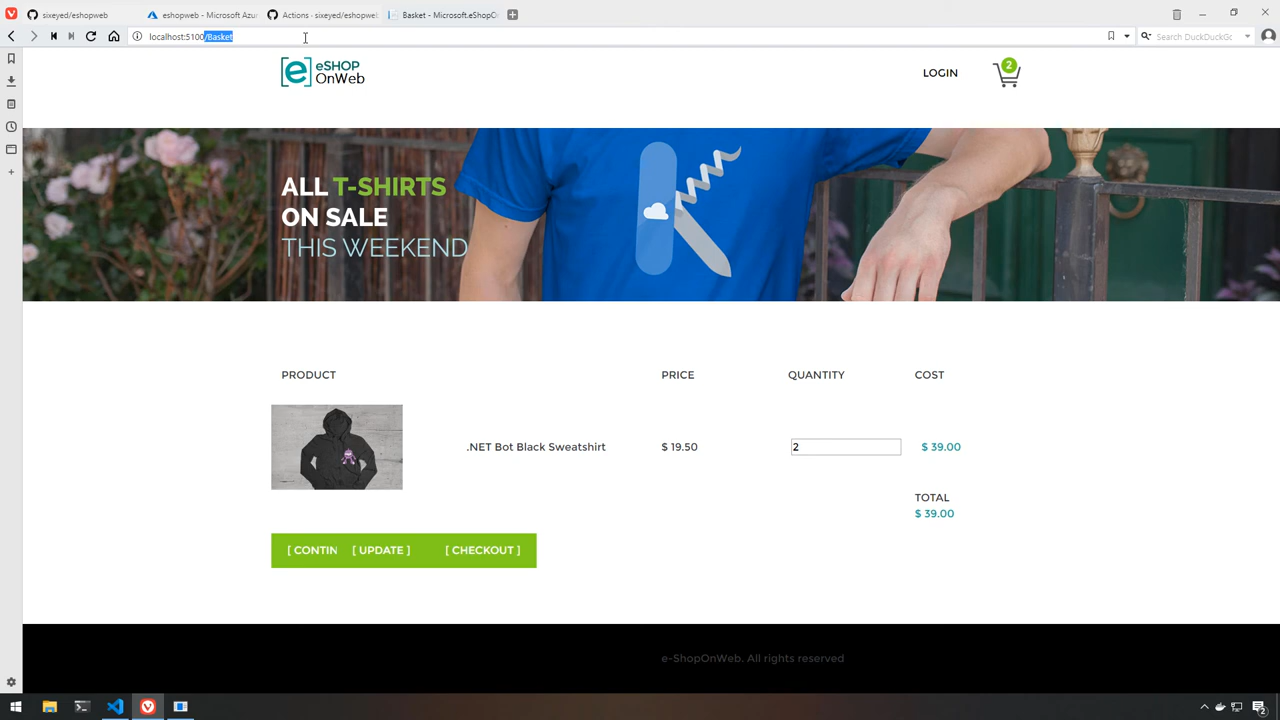 sixeyed/eshopweb
eshopweb - Microsoft Azur
Actions · sixeyed/eshopweb
Basket - Microsoft.eShopO
localhost:5100/Basket
Search DuckDuckGo
eSHOP
OnWeb
LOGIN
2
ALL T-SHIRTS
ON SALE
THIS WEEKEND
PRODUCT PRICE QUANTITY COST
.NET Bot Black Sweatshirt $ 19.50 2 $ 39.00
TOTAL
$ 39.00
[ CONTIN [ UPDATE ] [ CHECKOUT ]
e-ShopOnWeb. All rights reserved
2